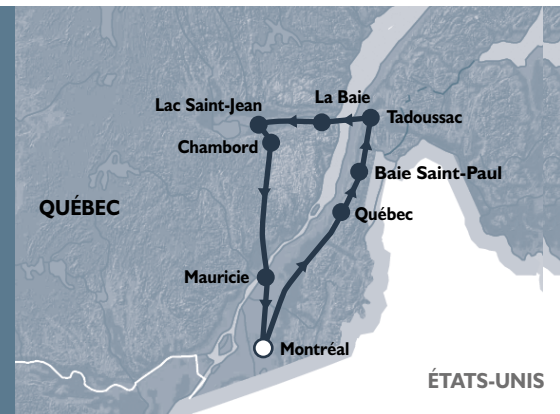 La Baie
Lac Saint-Jean
Tadoussac
Chambord
Baie Saint-Paul
QUÉBEC
Québec
Mauricie
Montréal
ÉTATS-UNIS